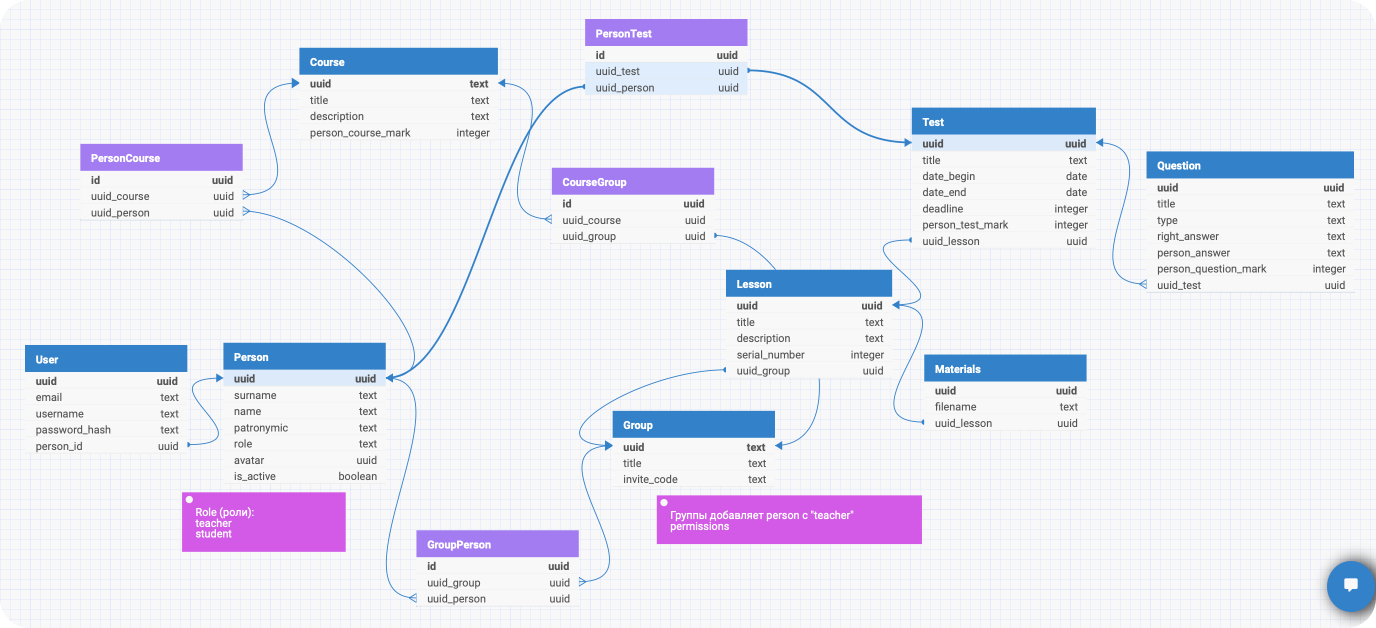 PersonTest
id uuid
uuid_test uuid
uuid_person uuid
Course
uuid text
title text
description text
person_course_mark integer
Test
uuid uuid
title text
date_begin date
date_end date
deadline integer
person_test_mark integer
uuid_lesson uuid
PersonCourse
id uuid
uuid_course uuid
uuid_person uuid
Question
uuid uuid
title text
type text
right_answer text
person_answer text
person_question_mark integer
uuid_test uuid
CourseGroup
id uuid
uuid_course uuid
uuid_group uuid
Lesson
uuid uuid
title text
description text
serial_number integer
uuid_group uuid
User
uuid uuid
email text
username text
password_hash text
person_id uuid
Person
uuid uuid
surname text
name text
patronymic text
role text
avatar uuid
is_active boolean
Materials
uuid uuid
filename text
uuid_lesson uuid
Group
uuid text
title text
invite_code text
Role (роли):
teacher
student
Группы добавляет person с "teacher"
permissions
GroupPerson
id uuid
uuid_group uuid
uuid_person uuid